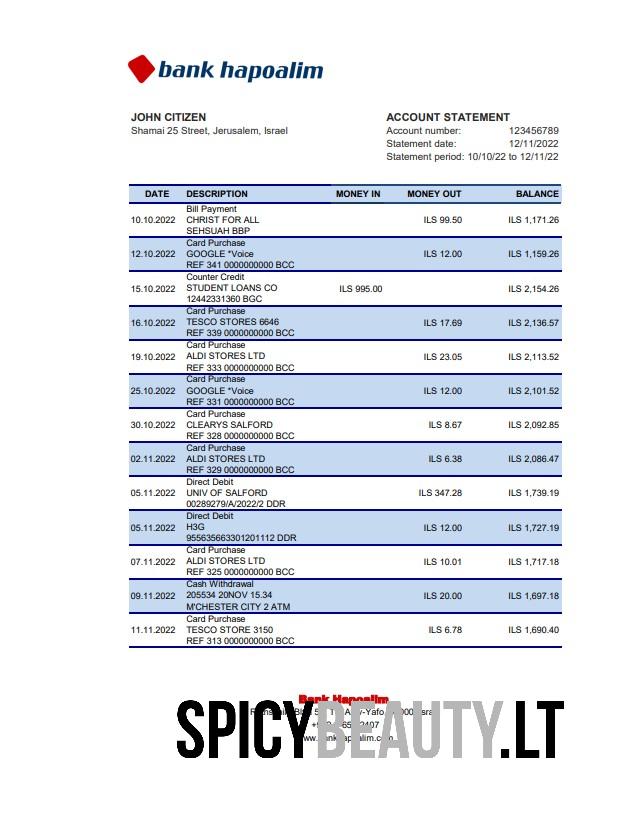 bank hapoalim
JOHN CITIZEN
Shamai 25 Street, Jerusalem, Israel
ACCOUNT STATEMENT
Account number: 123456789
Statement date: 12/11/2022
Statement period: 10/10/22 to 12/11/22
DATE DESCRIPTION MONEY IN MONEY OUT BALANCE
Bill Payment
10.10.2022 CHRIST FOR ALL ILS 99.50 ILS 1,171.26
SEHSUAH BBP
Card Purchase
12.10.2022 GOOGLE *Voice ILS 12.00 ILS 1,159.26
REF 341 0000000000 BCC
Counter Credit
15.10.2022 STUDENT LOANS CO ILS 995.00 ILS 2,154.26
12442331360 BGC
Card Purchase
16.10.2022 TESCO STORES 6646 ILS 17.69 ILS 2,136.57
REF 339 0000000000 BCC
Card Purchase
19.10.2022 ALDI STORES LTD ILS 23.05 ILS 2,113.52
REF 333 0000000000 BCC
Card Purchase
25.10.2022 GOOGLE *Voice ILS 12.00 ILS 2,101.52
REF 331 0000000000 BCC
Card Purchase
30.10.2022 CLEARYS SALFORD ILS 8.67 ILS 2,092.85
REF 328 0000000000 BCC
Card Purchase
02.11.2022 ALDI STORES LTD ILS 6.38 ILS 2,086.47
REF 329 0000000000 BCC
Direct Debit
05.11.2022 UNIV OF SALFORD ILS 347.28 ILS 1,739.19
00289279/A/2022/2 DDR
Direct Debit
05.11.2022 H3G ILS 12.00 ILS 1,727.19
955635663301201112 DDR
Card Purchase
07.11.2022 ALDI STORES LTD ILS 10.01 ILS 1,717.18
REF 325 0000000000 BCC
Cash Withdrawal
09.11.2022 205534 20NOV 15.34 ILS 20.00 ILS 1,697.18
M'CHESTER CITY 2 ATM
Card Purchase
11.11.2022 TESCO STORE 3150 ILS 6.78 ILS 1,690.40
REF 313 0000000000 BCC
Bank Hapoalim
SPICYBEAUTY.LT